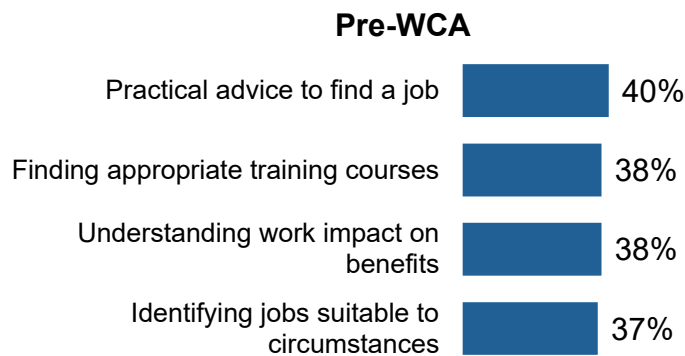 Pre-WCA
Practical advice to find a job 40%
Finding appropriate training courses 38%
Understanding work impact on
benefits 38%
Identifying jobs suitable to
circumstances 37%